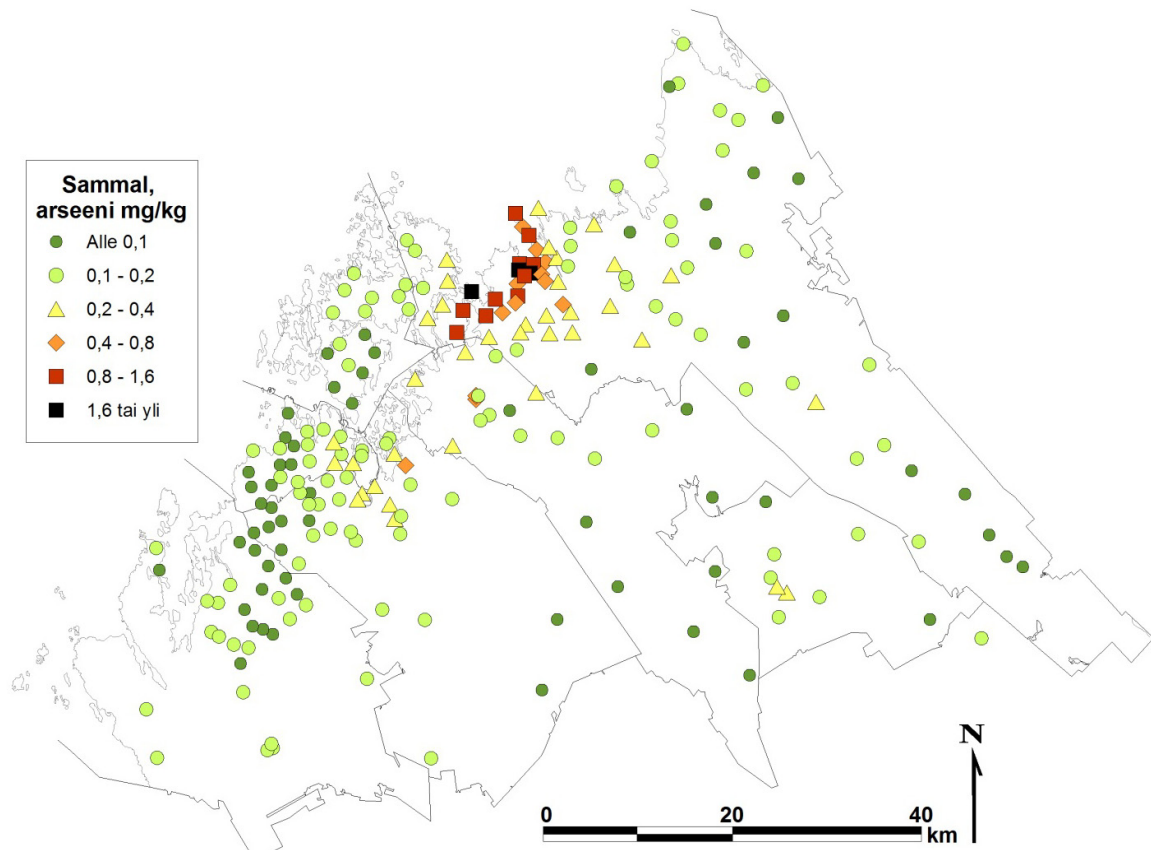 Sammal,
arseeni mg/kg
Alle 0,1
0,1 - 0,2
0,2 - 0,4
0,4 - 0,8
0,8 - 1,6
1,6 tai yli
N
0 20 40
km